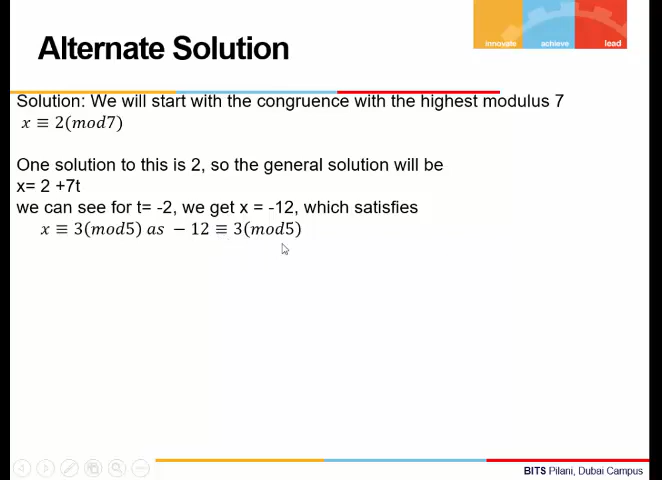 Alternate Solution
innovate achieve lead
Solution: We will start with the congruence with the highest modulus 7
x ≡ 2(mod7)
One solution to this is 2, so the general solution will be
x= 2 +7t
we can see for t= -2, we get x = -12, which satisfies
x ≡ 3(mod5) as − 12 ≡ 3(mod5)
BITS Pilani, Dubai Campus